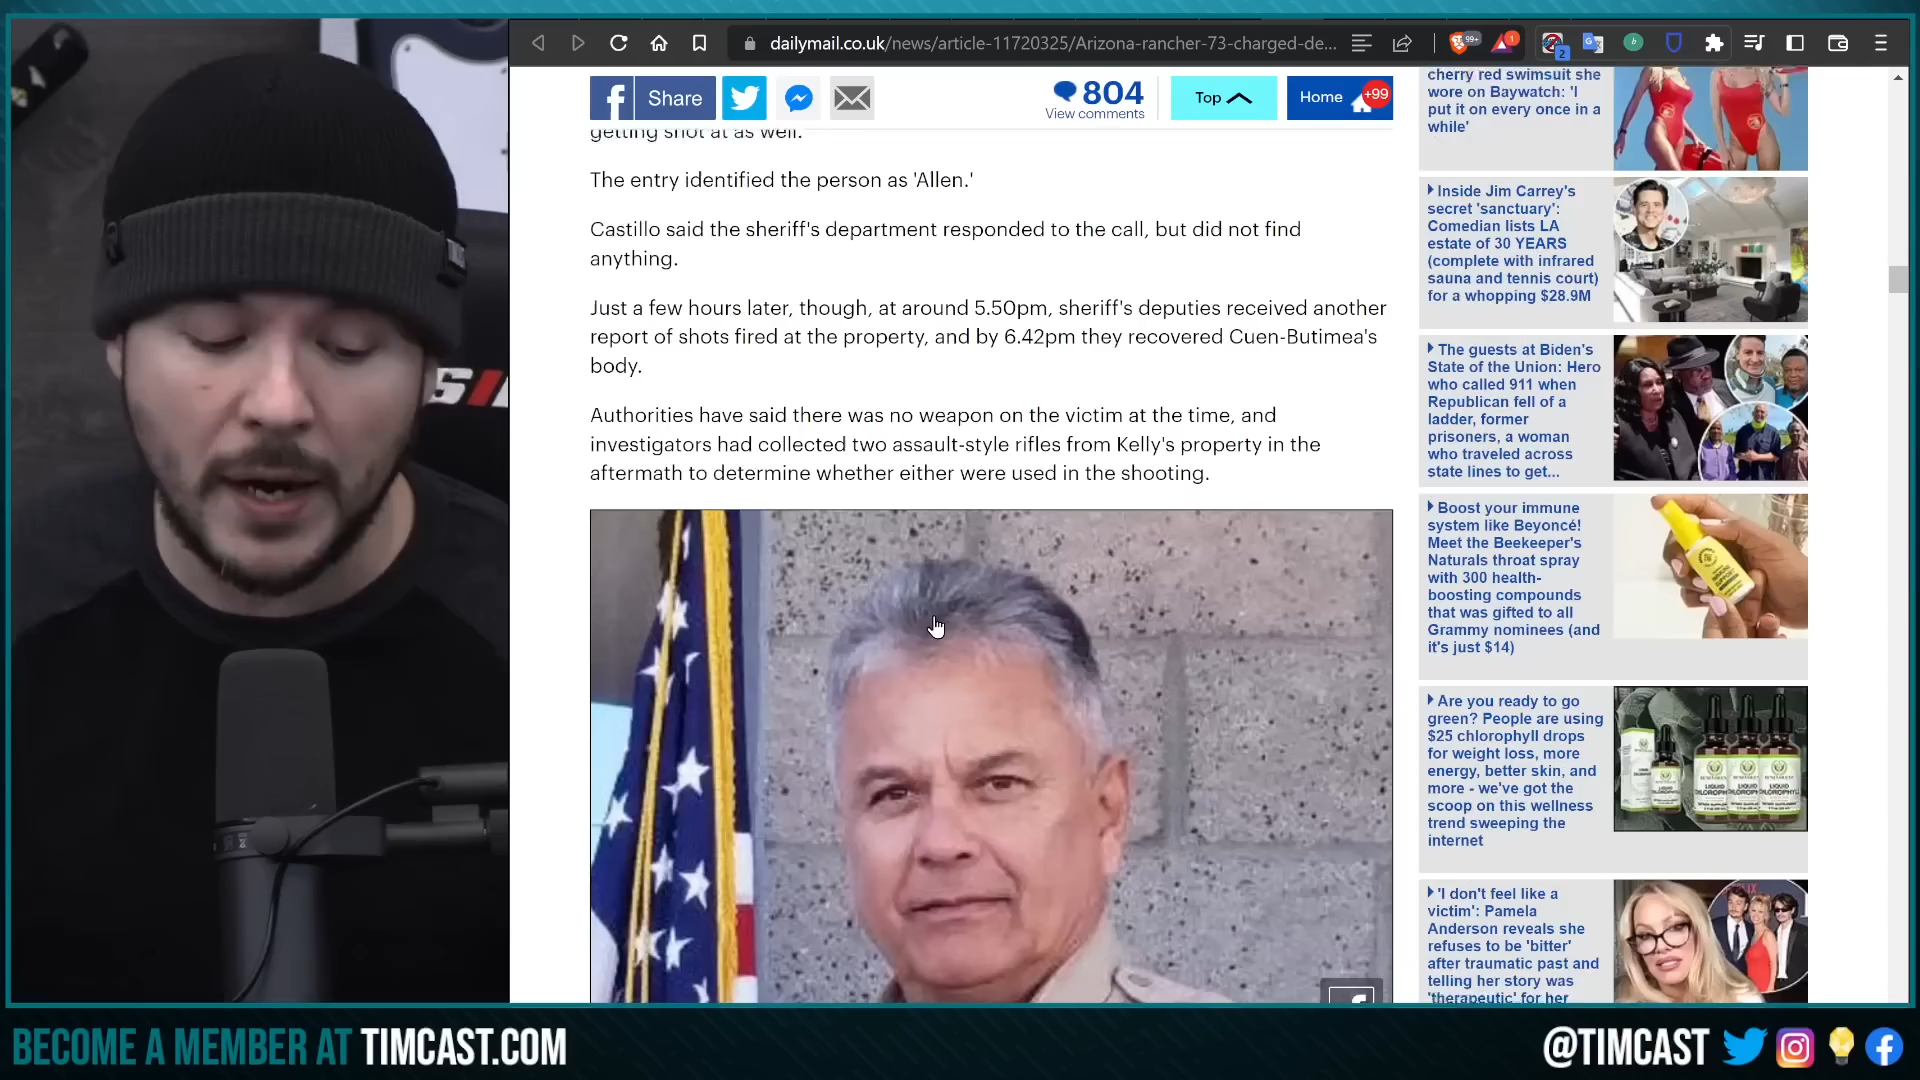 dailymail.co.uk/news/article-11720325/Arizona-rancher-73-charged-de...
99+
1
2
b
Share
804
View comments
Top
Home
+99
getting shot at as well.
The entry identified the person as 'Allen.'
Castillo said the sheriff's department responded to the call, but did not find
anything.
Just a few hours later, though, at around 5.50pm, sheriff's deputies received another
report of shots fired at the property, and by 6.42pm they recovered Cuen-Butimea's
body.
Authorities have said there was no weapon on the victim at the time, and
investigators had collected two assault-style rifles from Kelly's property in the
aftermath to determine whether either were used in the shooting.
cherry red swimsuit she
wore on Baywatch: 'I
put it on every once in a
while'
Inside Jim Carrey's
secret 'sanctuary':
Comedian lists LA
estate of 30 YEARS
(complete with infrared
sauna and tennis court)
for a whopping $28.9M
The guests at Biden's
State of the Union: Hero
who called 911 when
Republican fell of a
ladder, former
prisoners, a woman
who traveled across
state lines to get...
Boost your immune
system like Beyoncé!
Meet the Beekeeper's
Naturals throat spray
with 300 health-
boosting compounds
that was gifted to all
Grammy nominees (and
it's just $14)
Are you ready to go
green? People are using
$25 chlorophyll drops
for weight loss, more
energy, better skin, and
more - we've got the
scoop on this wellness
trend sweeping the
internet
'I don't feel like a
victim': Pamela
Anderson reveals she
refuses to be 'bitter'
after traumatic past and
telling her story was
'therapeutic' for her
BECOME A MEMBER AT TIMCAST.COM
@TIMCAST